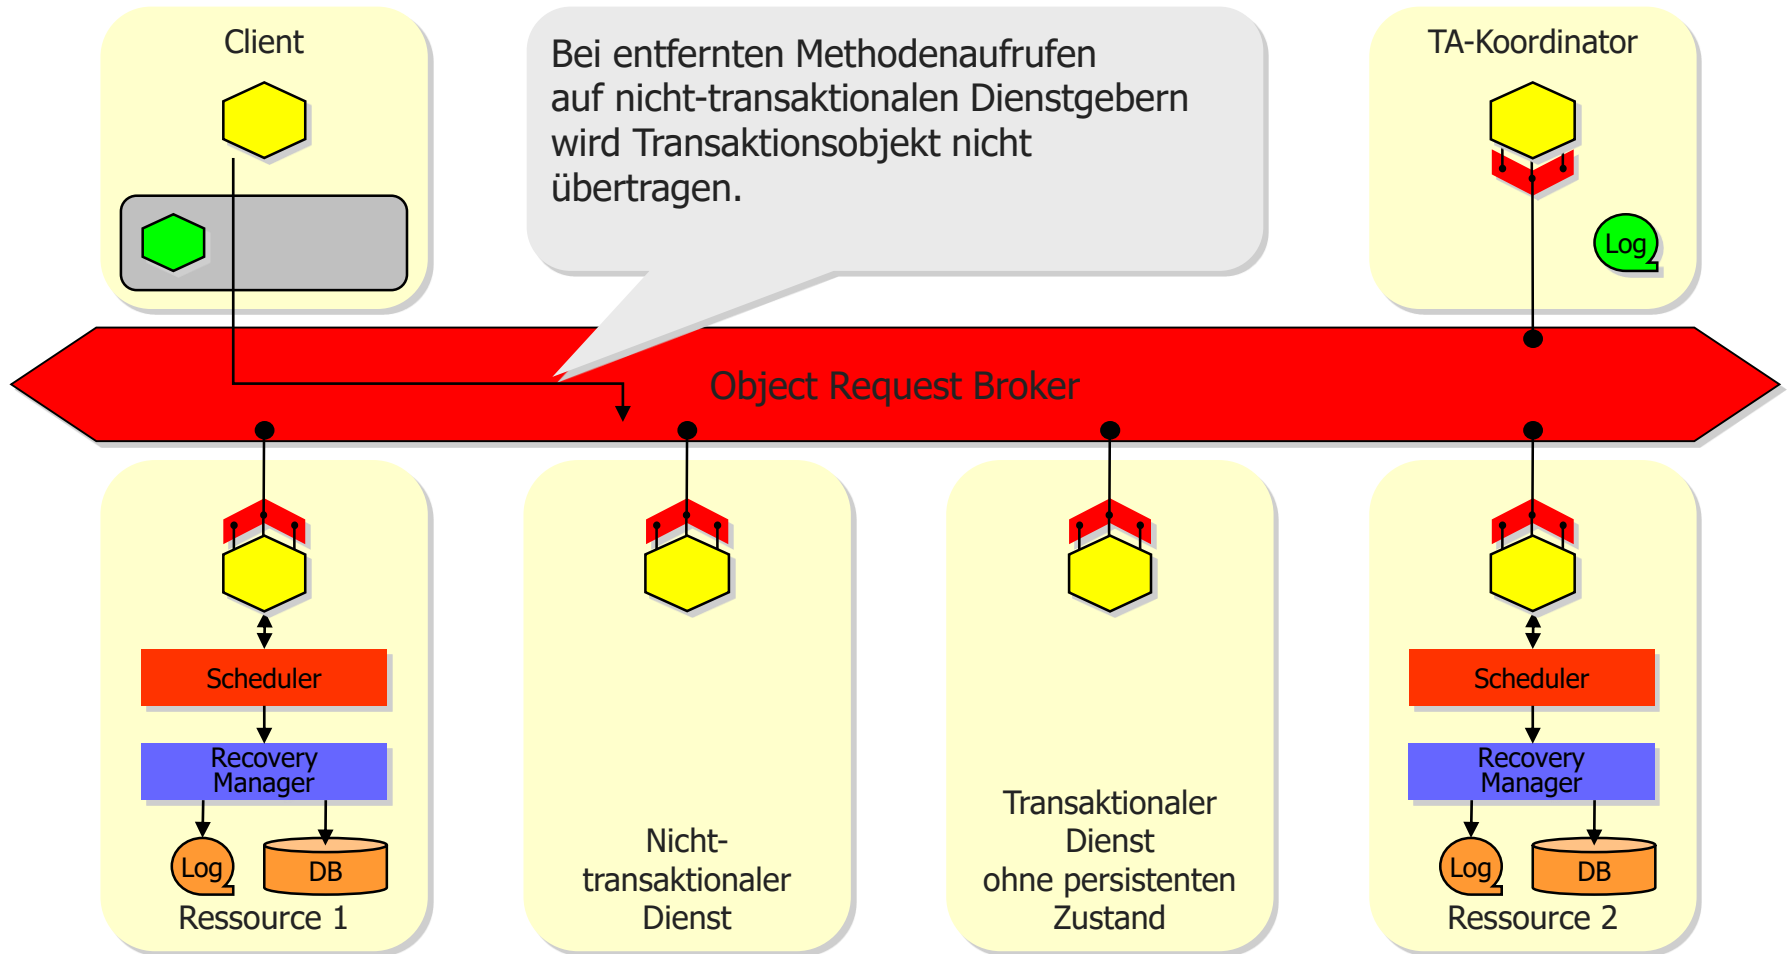 Client
Bei entfernten Methodenaufrufen
auf nicht-transaktionalen Dienstgebern
wird Transaktionsobjekt nicht
übertragen.
TA-Koordinator
Log
Object Request Broker
Scheduler
Recovery
Manager
Log
DB
Ressource 1
Nicht-
transaktionaler
Dienst
Transaktionaler
Dienst
ohne persistenten
Zustand
Scheduler
Recovery
Manager
Log
DB
Ressource 2